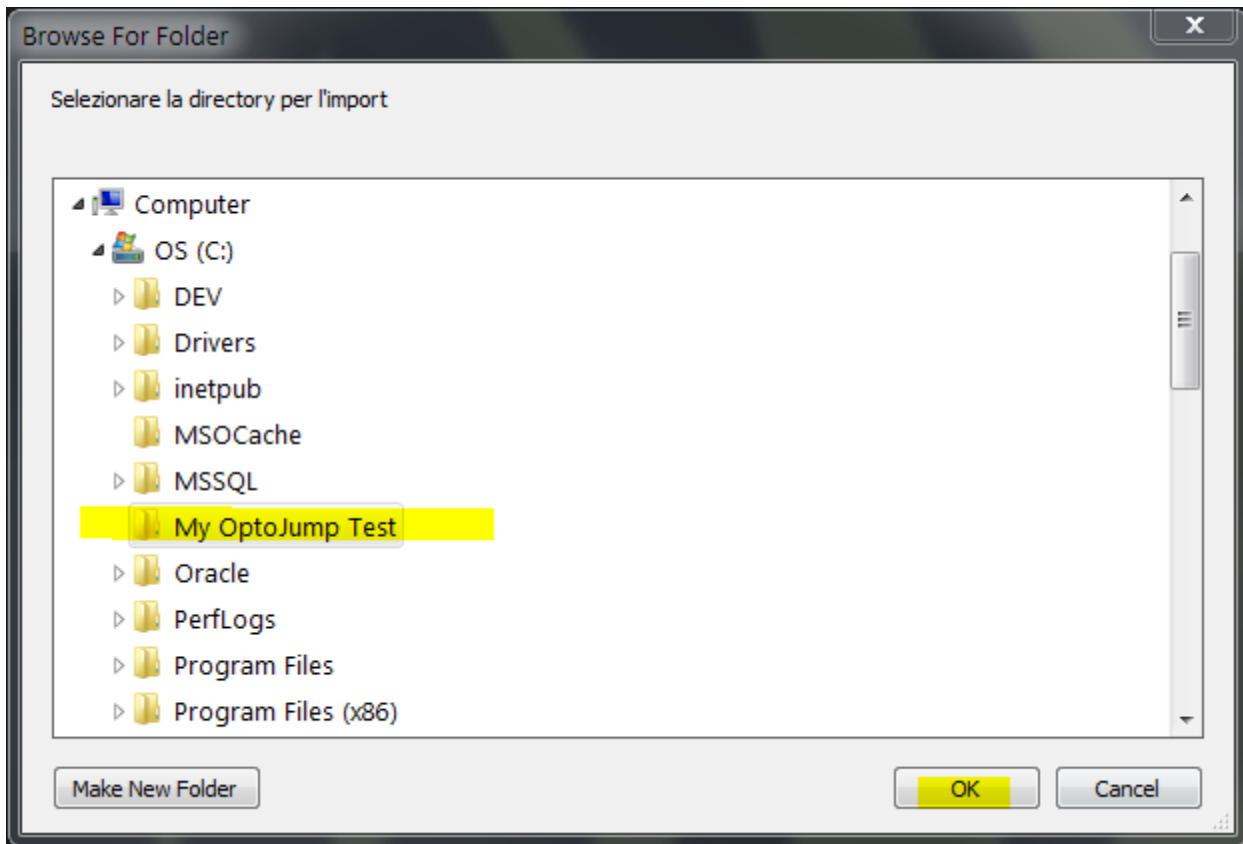 Browse For Folder
X
Selezionare la directory per l'import
Computer
OS (C:)
DEV
Drivers
inetpub
MSOCache
MSSQL
My OptoJump Test
Oracle
PerfLogs
Program Files
Program Files (x86)
Make New Folder OK Cancel